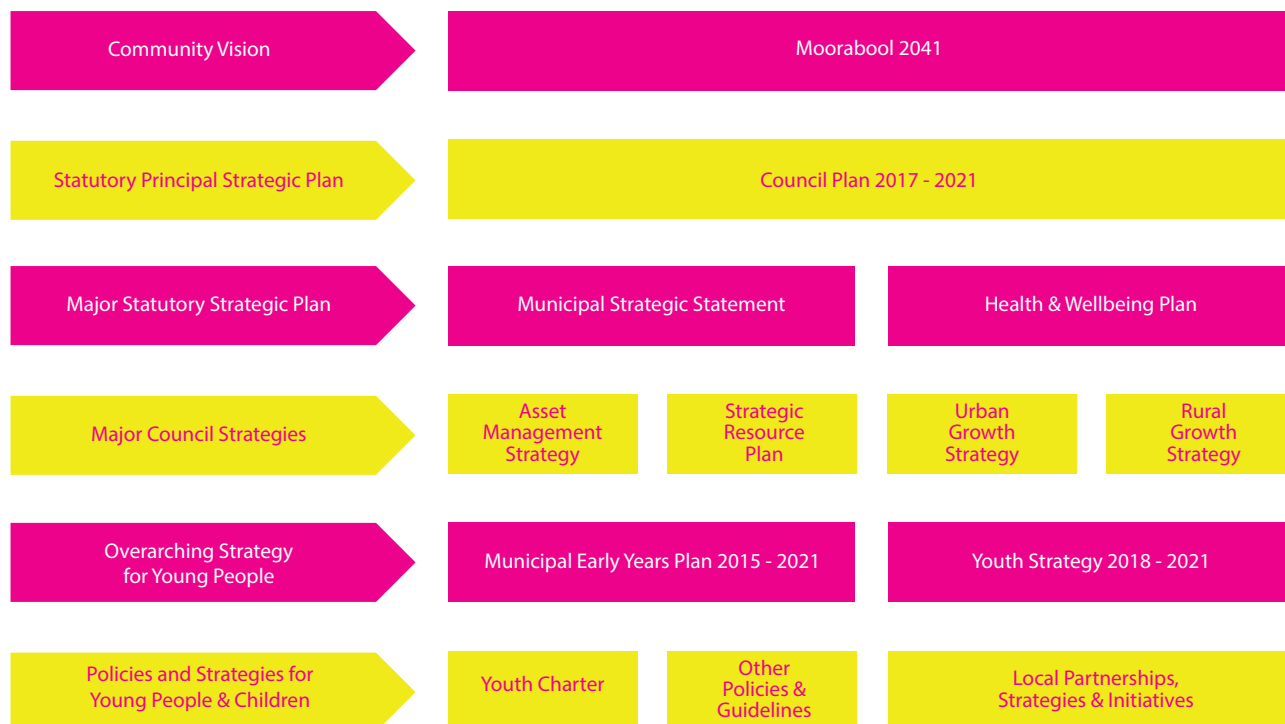 Community Vision
Moorabool 2041
Statutory Principal Strategic Plan
Council Plan 2017 - 2021
Major Statutory Strategic Plan
Municipal Strategic Statement
Health & Wellbeing Plan
Major Council Strategies
Asset
Management
Strategy
Strategic
Resource
Plan
Urban
Growth
Strategy
Rural
Growth
Strategy
Overarching Strategy
for Young People
Municipal Early Years Plan 2015 - 2021
Youth Strategy 2018 - 2021
Policies and Strategies for
Young People & Children
Youth Charter
Other
Policies &
Guidelines
Local Partnerships,
Strategies & Initiatives